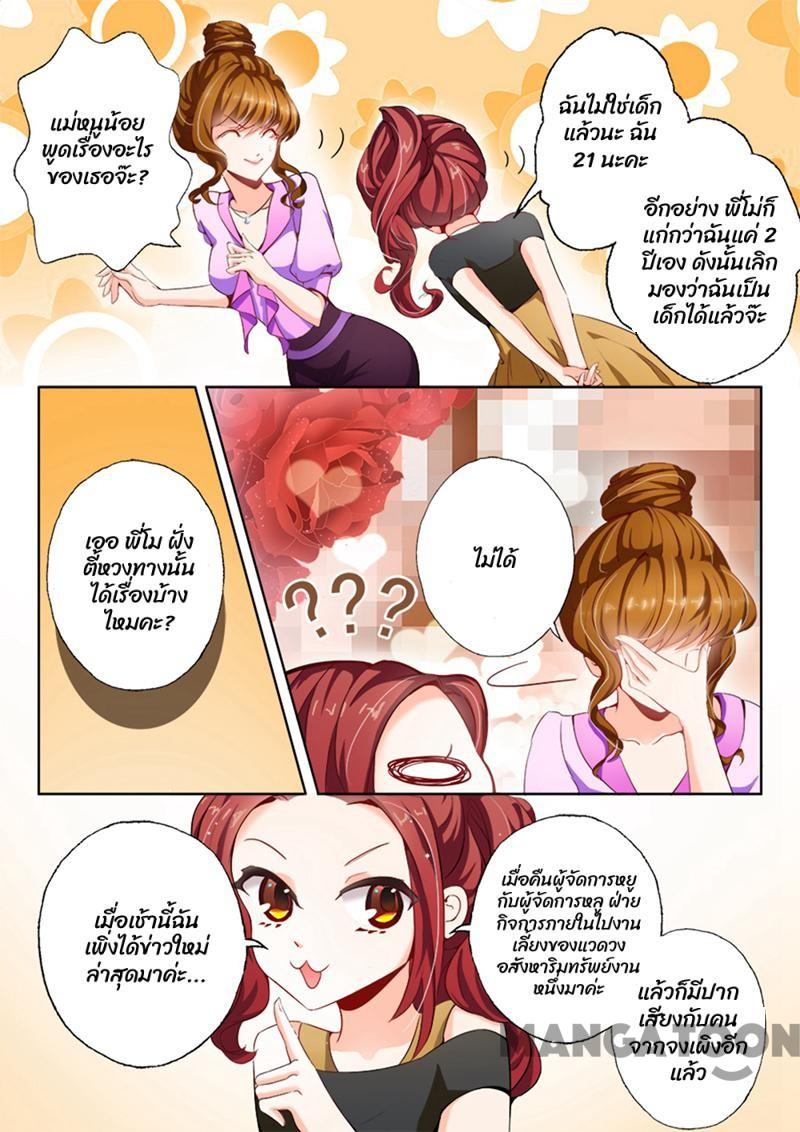 แม่หนูน้อย
พูดเรื่องอะไร
ของเธอจ๊ะ?
ฉันไม่ใช่เด็ก
แล้วนะ ฉัน
21 นะคะ
อีกอย่าง พี่โม่ก็
แก่กว่าฉันแค่ 2
ปีเอง ดังนั้นเลิก
มองว่าฉันเป็น
เด็กได้แล้วจ๊ะ
เออ พี่โม ฝั่ง
ตี้หวงทางนั้น
ได้เรื่องบ้าง
ไหมคะ?
ไม่ได้
???
เมื่อเช้านี้ฉัน
เพิ่งได้ข่าวใหม่
ล่าสุดมาค่ะ...
เมื่อคืนผู้จัดการหยู
กับผู้จัดการหลู ฝ่าย
กิจการภายในไปงาน
เลี้ยงของแวดวง
อสังหาริมทรัพย์งาน
หนึ่งมาค่ะ
แล้วก็มีปาก
เสียงกับคน
จากจงเผิงอีก
แล้ว
MANGATOON